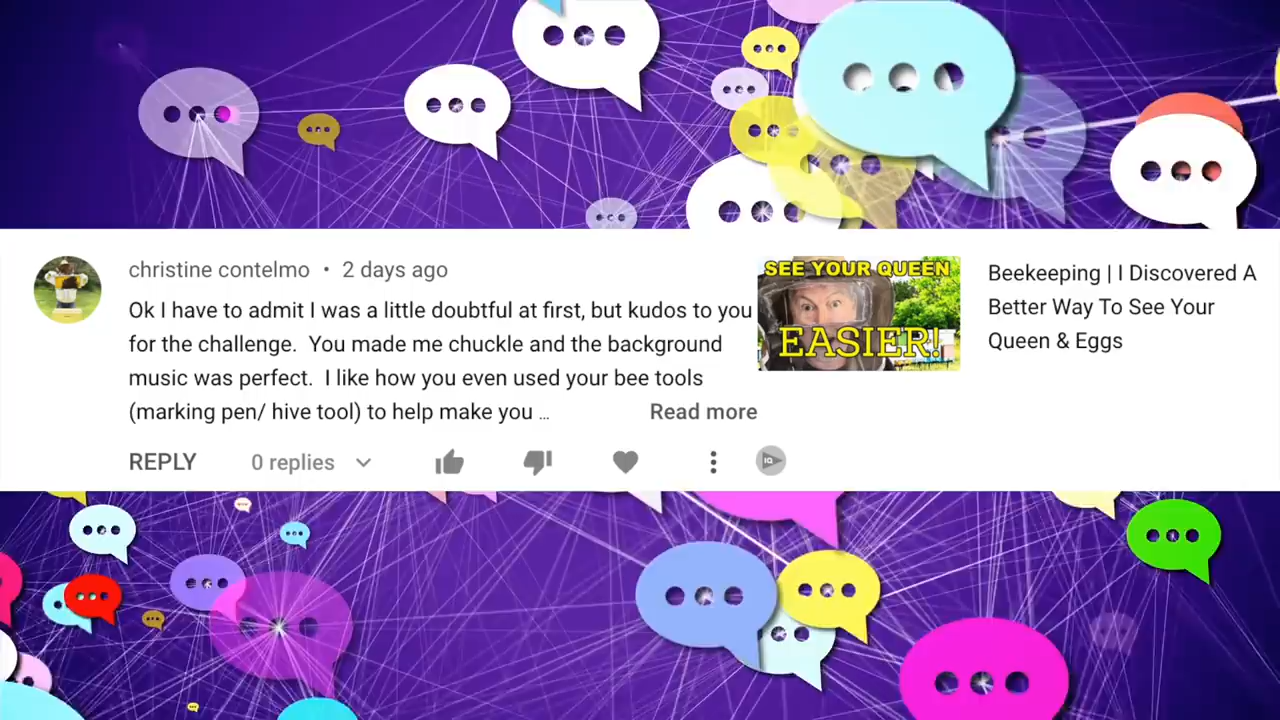 christine contelmo • 2 days ago
Ok I have to admit I was a little doubtful at first, but kudos to you
for the challenge.  You made me chuckle and the background
music was perfect.  I like how you even used your bee tools
(marking pen/ hive tool) to help make you ...
Read more
REPLY
0 replies
IQ
SEE YOUR QUEEN
EASIER!
Beekeeping | I Discovered A
Better Way To See Your
Queen & Eggs